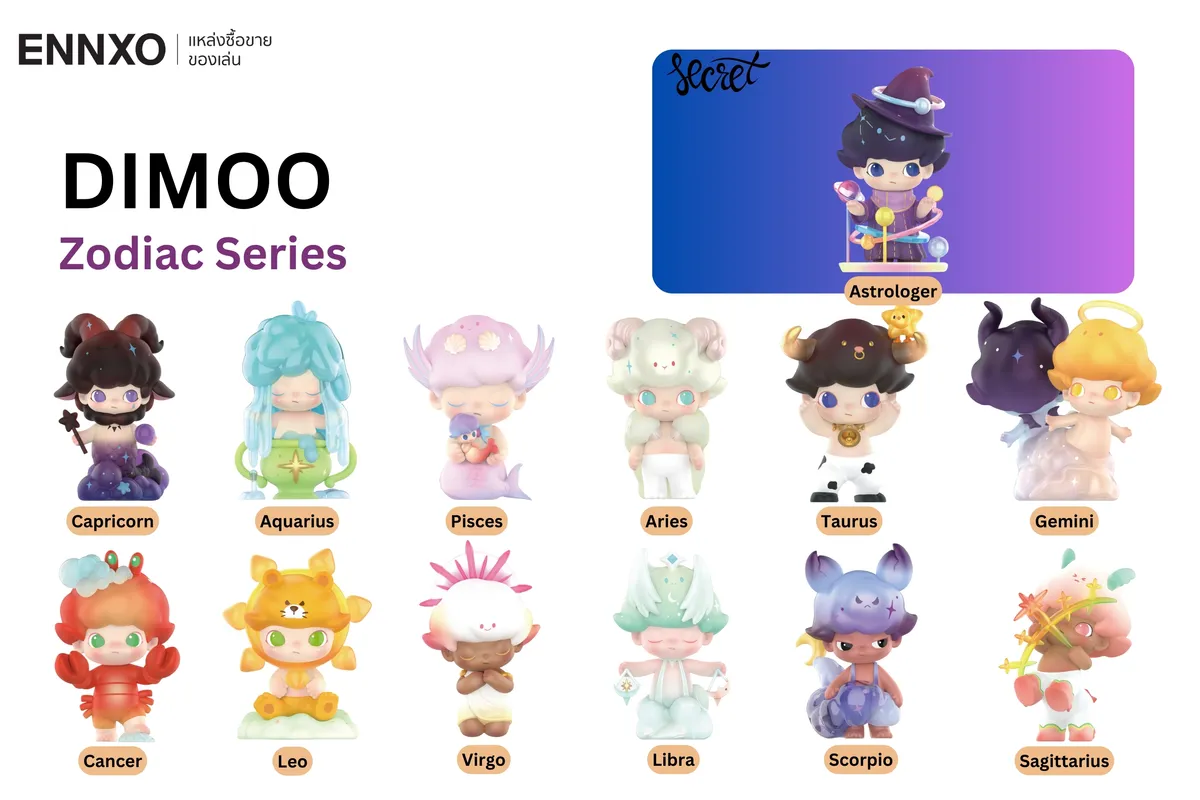 ENNXO
แหล่งซื้อขาย
ของเล่น
secret
DIMOO
Zodiac Series
Astrologer
Capricorn
Aquarius
Pisces
Aries
Taurus
Gemini
Cancer
Leo
Virgo
Libra
Scorpio
Sagittarius